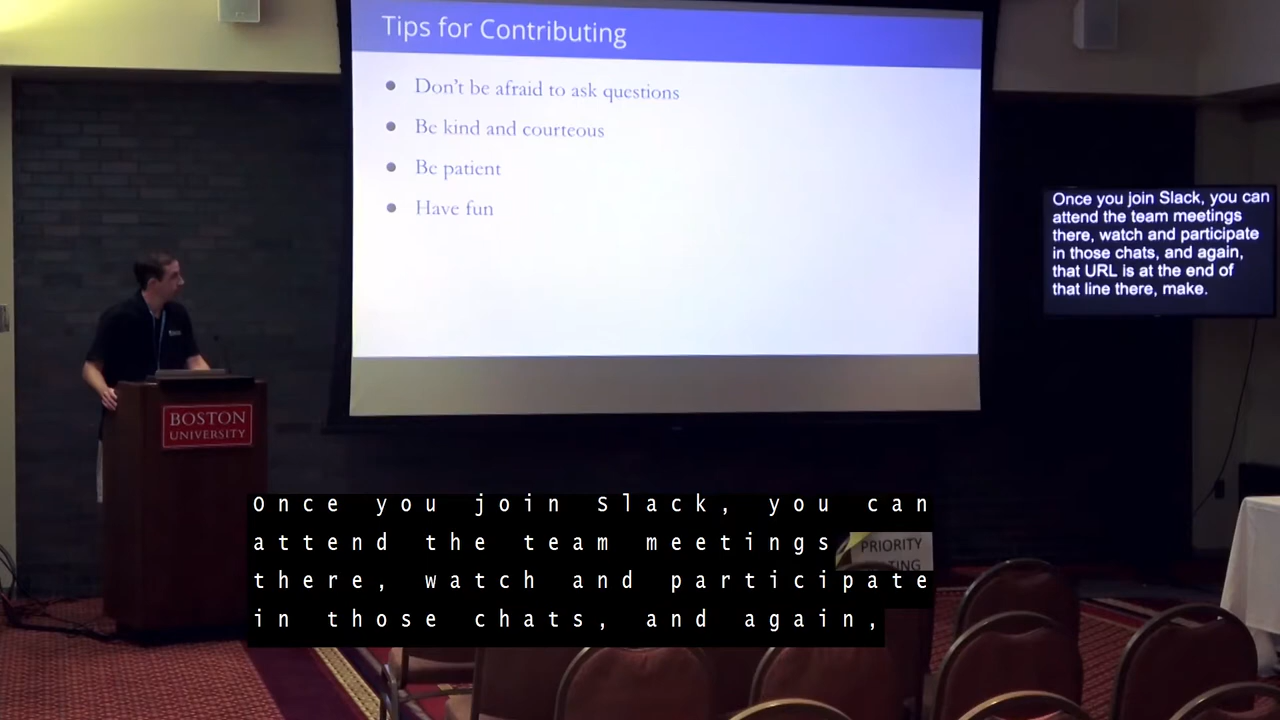 Tips for Contributing
Don't be afraid to ask questions
Be kind and courteous
Be patient
Have fun
Once you join Slack, you can
attend the team meetings
there, watch and participate
in those chats, and again,
that URL is at the end of
that line there, make.
BOSTON
UNIVERSITY
Once you join Slack, you can
attend the team meetings
there, watch and participate
in those chats, and again,
PRIORITY